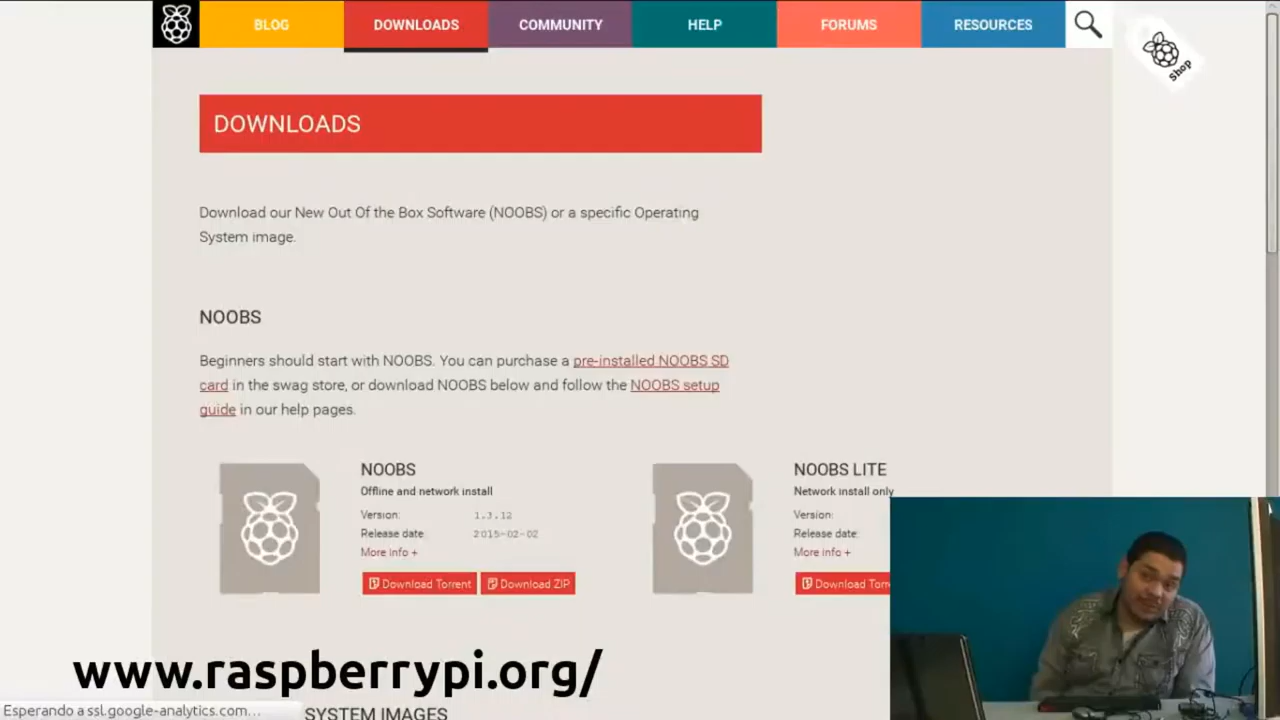 BLOG
DOWNLOADS
COMMUNITY
HELP
FORUMS
RESOURCES
Shop
DOWNLOADS
Download our New Out Of the Box Software (NOOBS) or a specific Operating
System image.
NOOBS
Beginners should start with NOOBS. You can purchase a pre-installed NOOBS SD
card in the swag store, or download NOOBS below and follow the NOOBS setup
guide in our help pages.
NOOBS
Offline and network install
Version: 1.3.12
Release date: 2015-02-02
More info +
Download Torrent
Download ZIP
NOOBS LITE
Network install only
Version:
Release date:
More info +
Download Torre
www.raspberrypi.org/
Esperando a ssl.google-analytics.com...
SYSTEM IMAGES